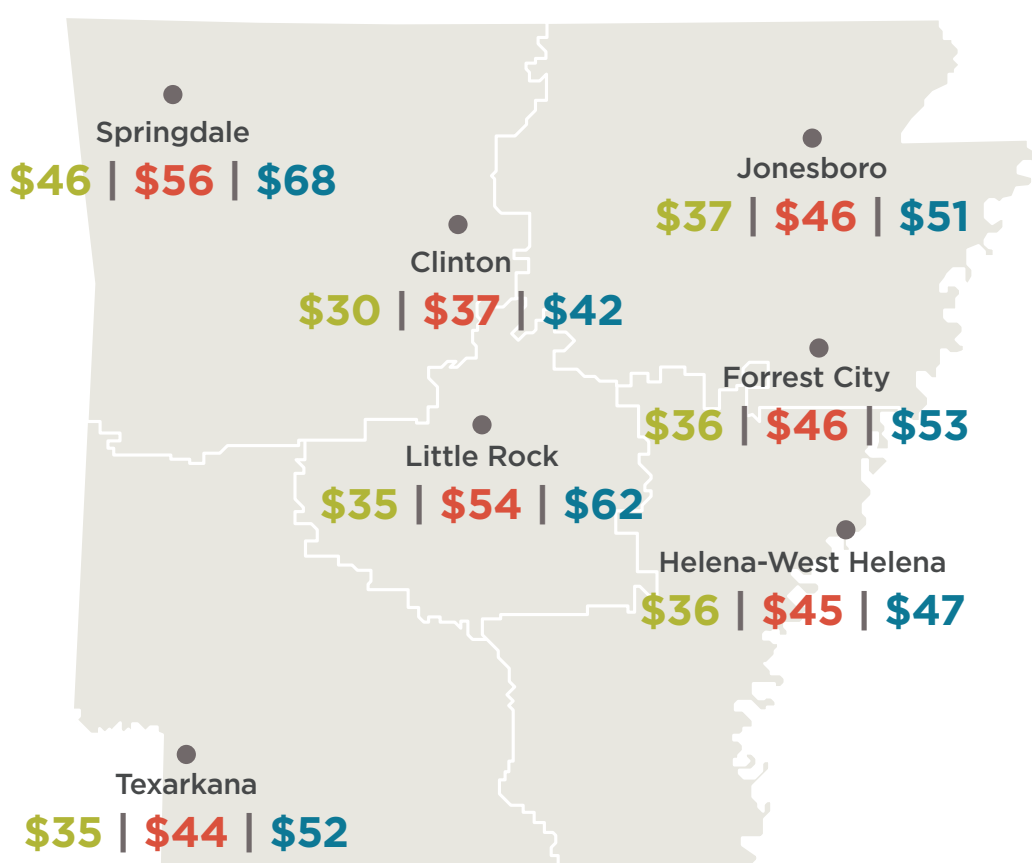 Springdale
$46 | $56 | $68
Jonesboro
$37 | $46 | $51
Clinton
$30 | $37 | $42
Forrest City
$36 | $46 | $53
Little Rock
$35 | $54 | $62
Helena-West Helena
$36 | $45 | $47
Texarkana
$35 | $44 | $52